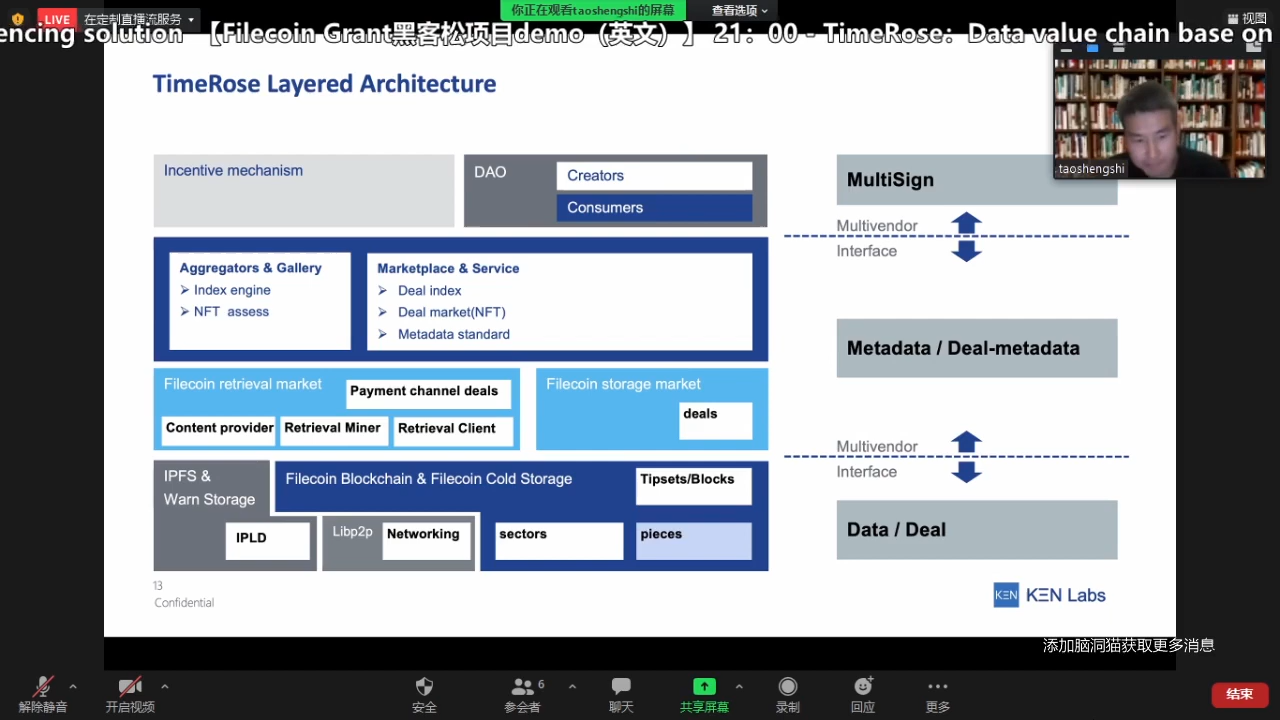 LIVE 在定制直播流服务
你正在观看taoshengshi的屏幕
查看选项
视图
encing solution 【Filecoin Grant黑客松项目demo（英文）】 21：00 - TimeRose：Data value chain base on
TimeRose Layered Architecture
taoshengshi
Incentive mechanism
DAO
Creators
Consumers
Aggregators & Gallery
Index engine
NFT assess
Marketplace & Service
Deal index
Deal market(NFT)
Metadata standard
Filecoin retrieval market
Payment channel deals
Content provider
Retrieval Miner
Retrieval Client
Filecoin storage market
deals
IPFS &
Warn Storage
IPLD
Filecoin Blockchain & Filecoin Cold Storage
Tipsets/Blocks
Libp2p
Networking
sectors
pieces
MultiSign
Multivendor
Interface
Metadata / Deal-metadata
Multivendor
Interface
Data / Deal
13
Confidential
KΞN
KΞN Labs
添加脑洞猫获取更多消息
解除静音
开启视频
安全
6
参会者
聊天
共享屏幕
录制
回应
更多
结束